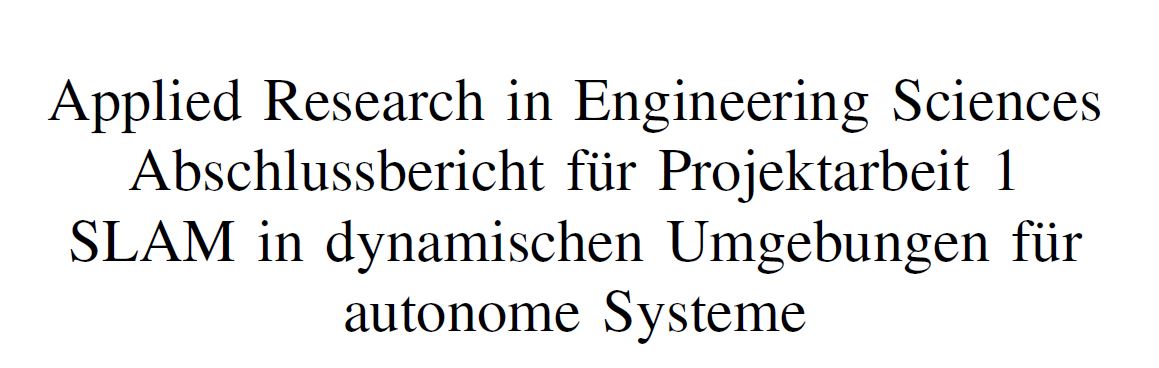 Applied Research in Engineering Sciences
Abschlussbericht für Projektarbeit 1
SLAM in dynamischen Umgebungen für
autonome Systeme